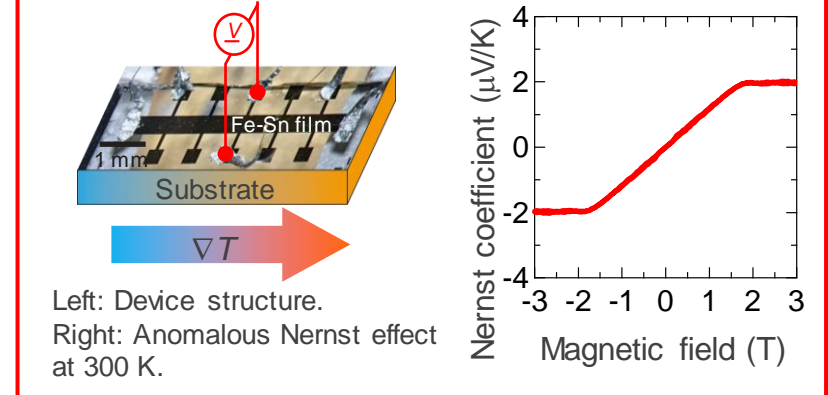 V
Fe-Sn film
1 mm
Substrate
∇T
Left: Device structure.
Right: Anomalous Nernst effect
at 300 K.
Nernst coefficient (μV/K)
4
2
0
-2
-4
-3 -2 -1 0 1 2 3
Magnetic field (T)